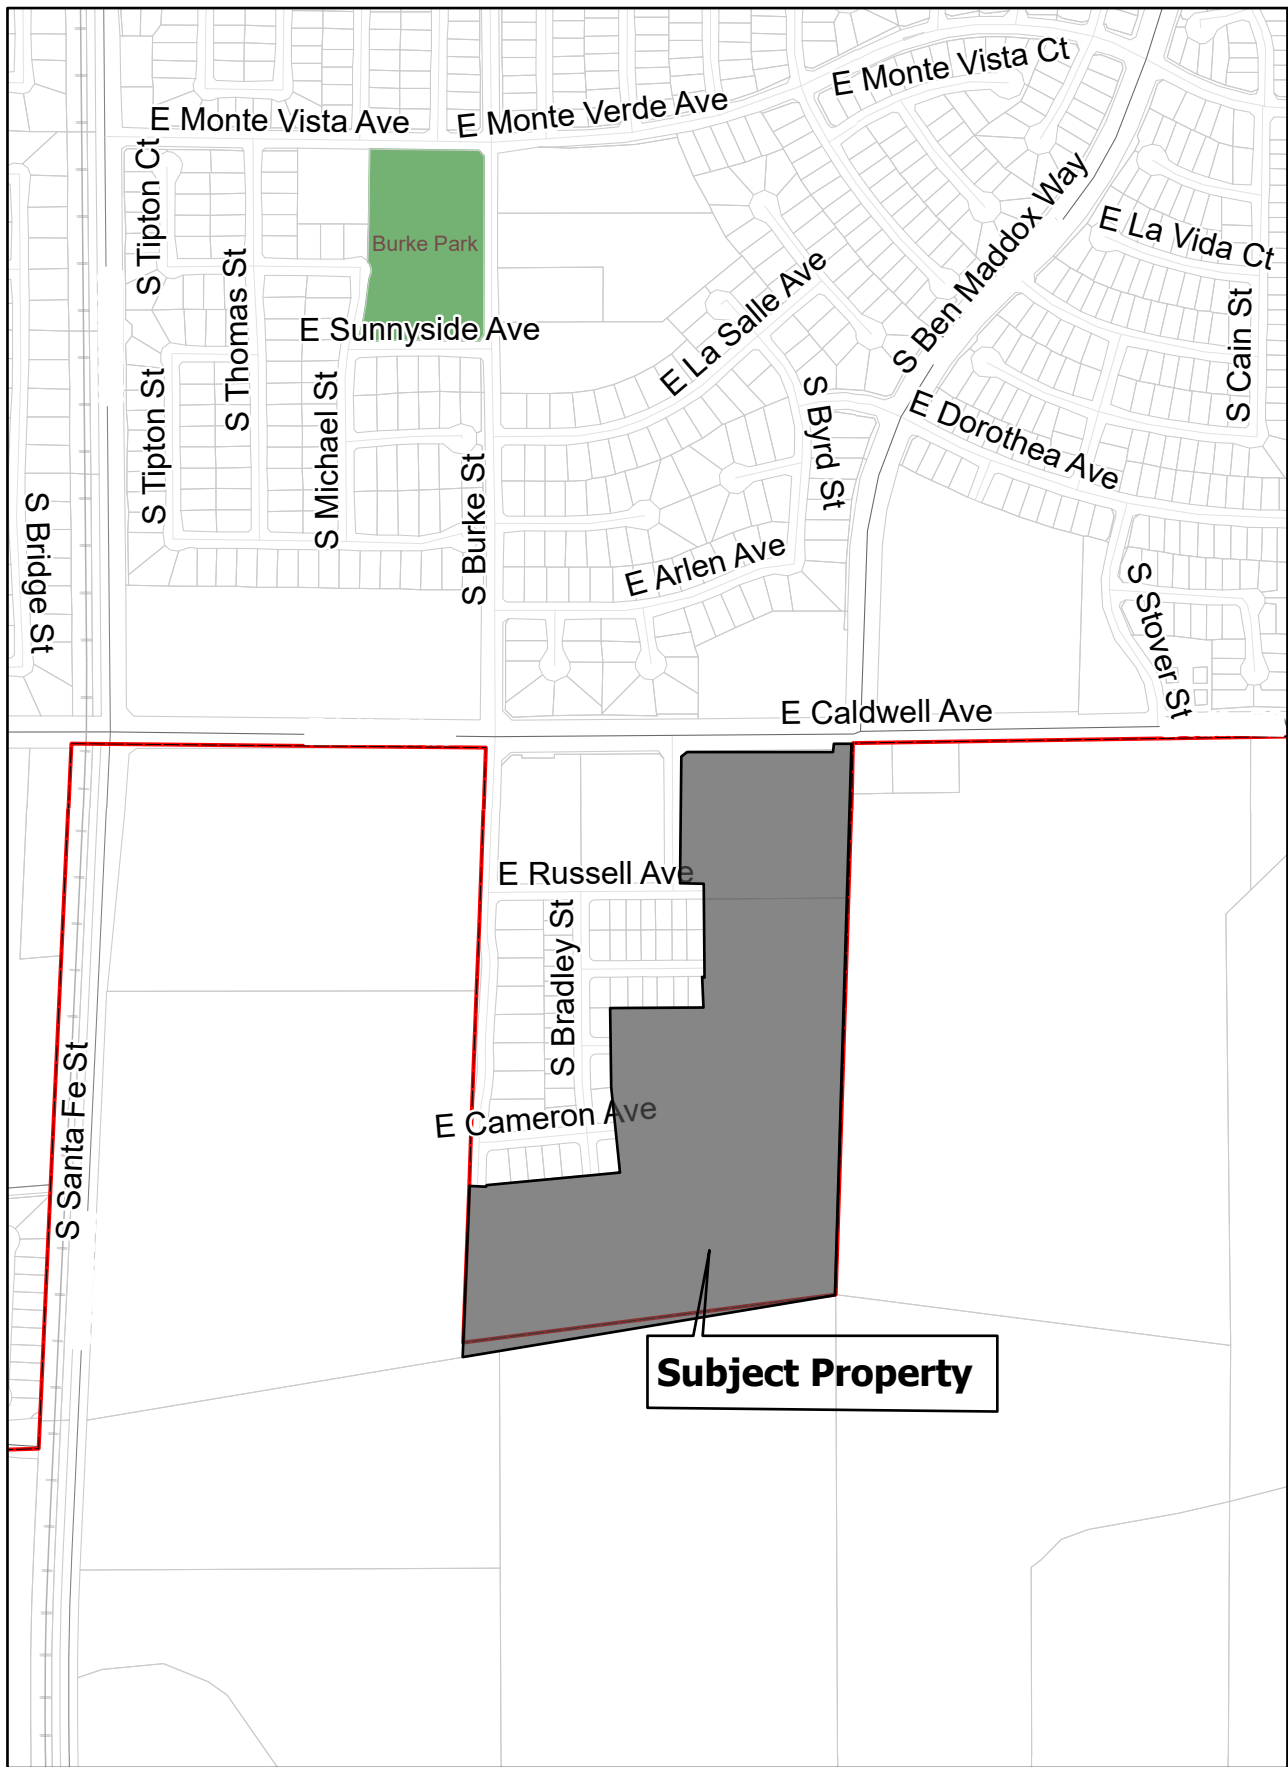 E Monte Vista Ct
E Monte Vista Ave
E Monte Verde Ave
S Tipton Ct
S Thomas St
Burke Park
S Ben Maddox Way
E La Vida Ct
S Cain St
E Sunnyside Ave
E La Salle Ave
S Tipton St
S Michael St
S Byrd St
E Dorothea Ave
S Bridge St
S Burke St
E Arlen Ave
S Stover St
E Caldwell Ave
E Russell Ave
S Bradley St
S Santa Fe St
E Cameron Ave
Subject Property